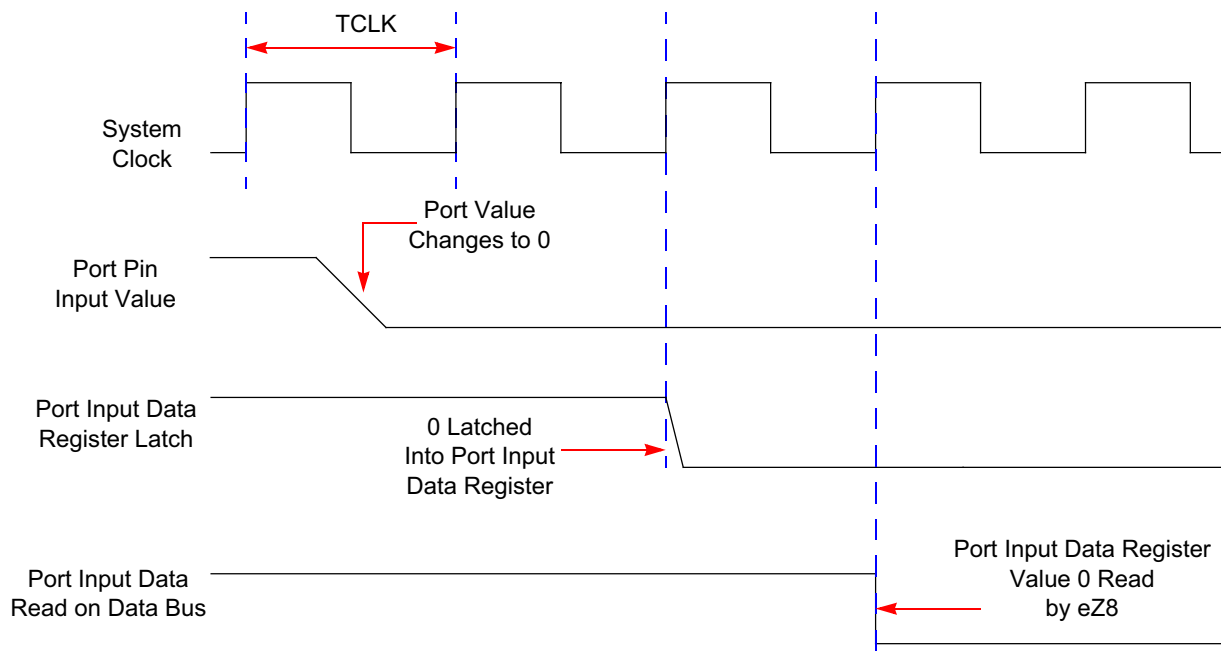 TCLK
System
Clock
Port Value
Changes to 0
Port Pin
Input Value
Port Input Data
Register Latch
0 Latched
Into Port Input
Data Register
Port Input Data Register
Value 0 Read
by eZ8
Port Input Data
Read on Data Bus